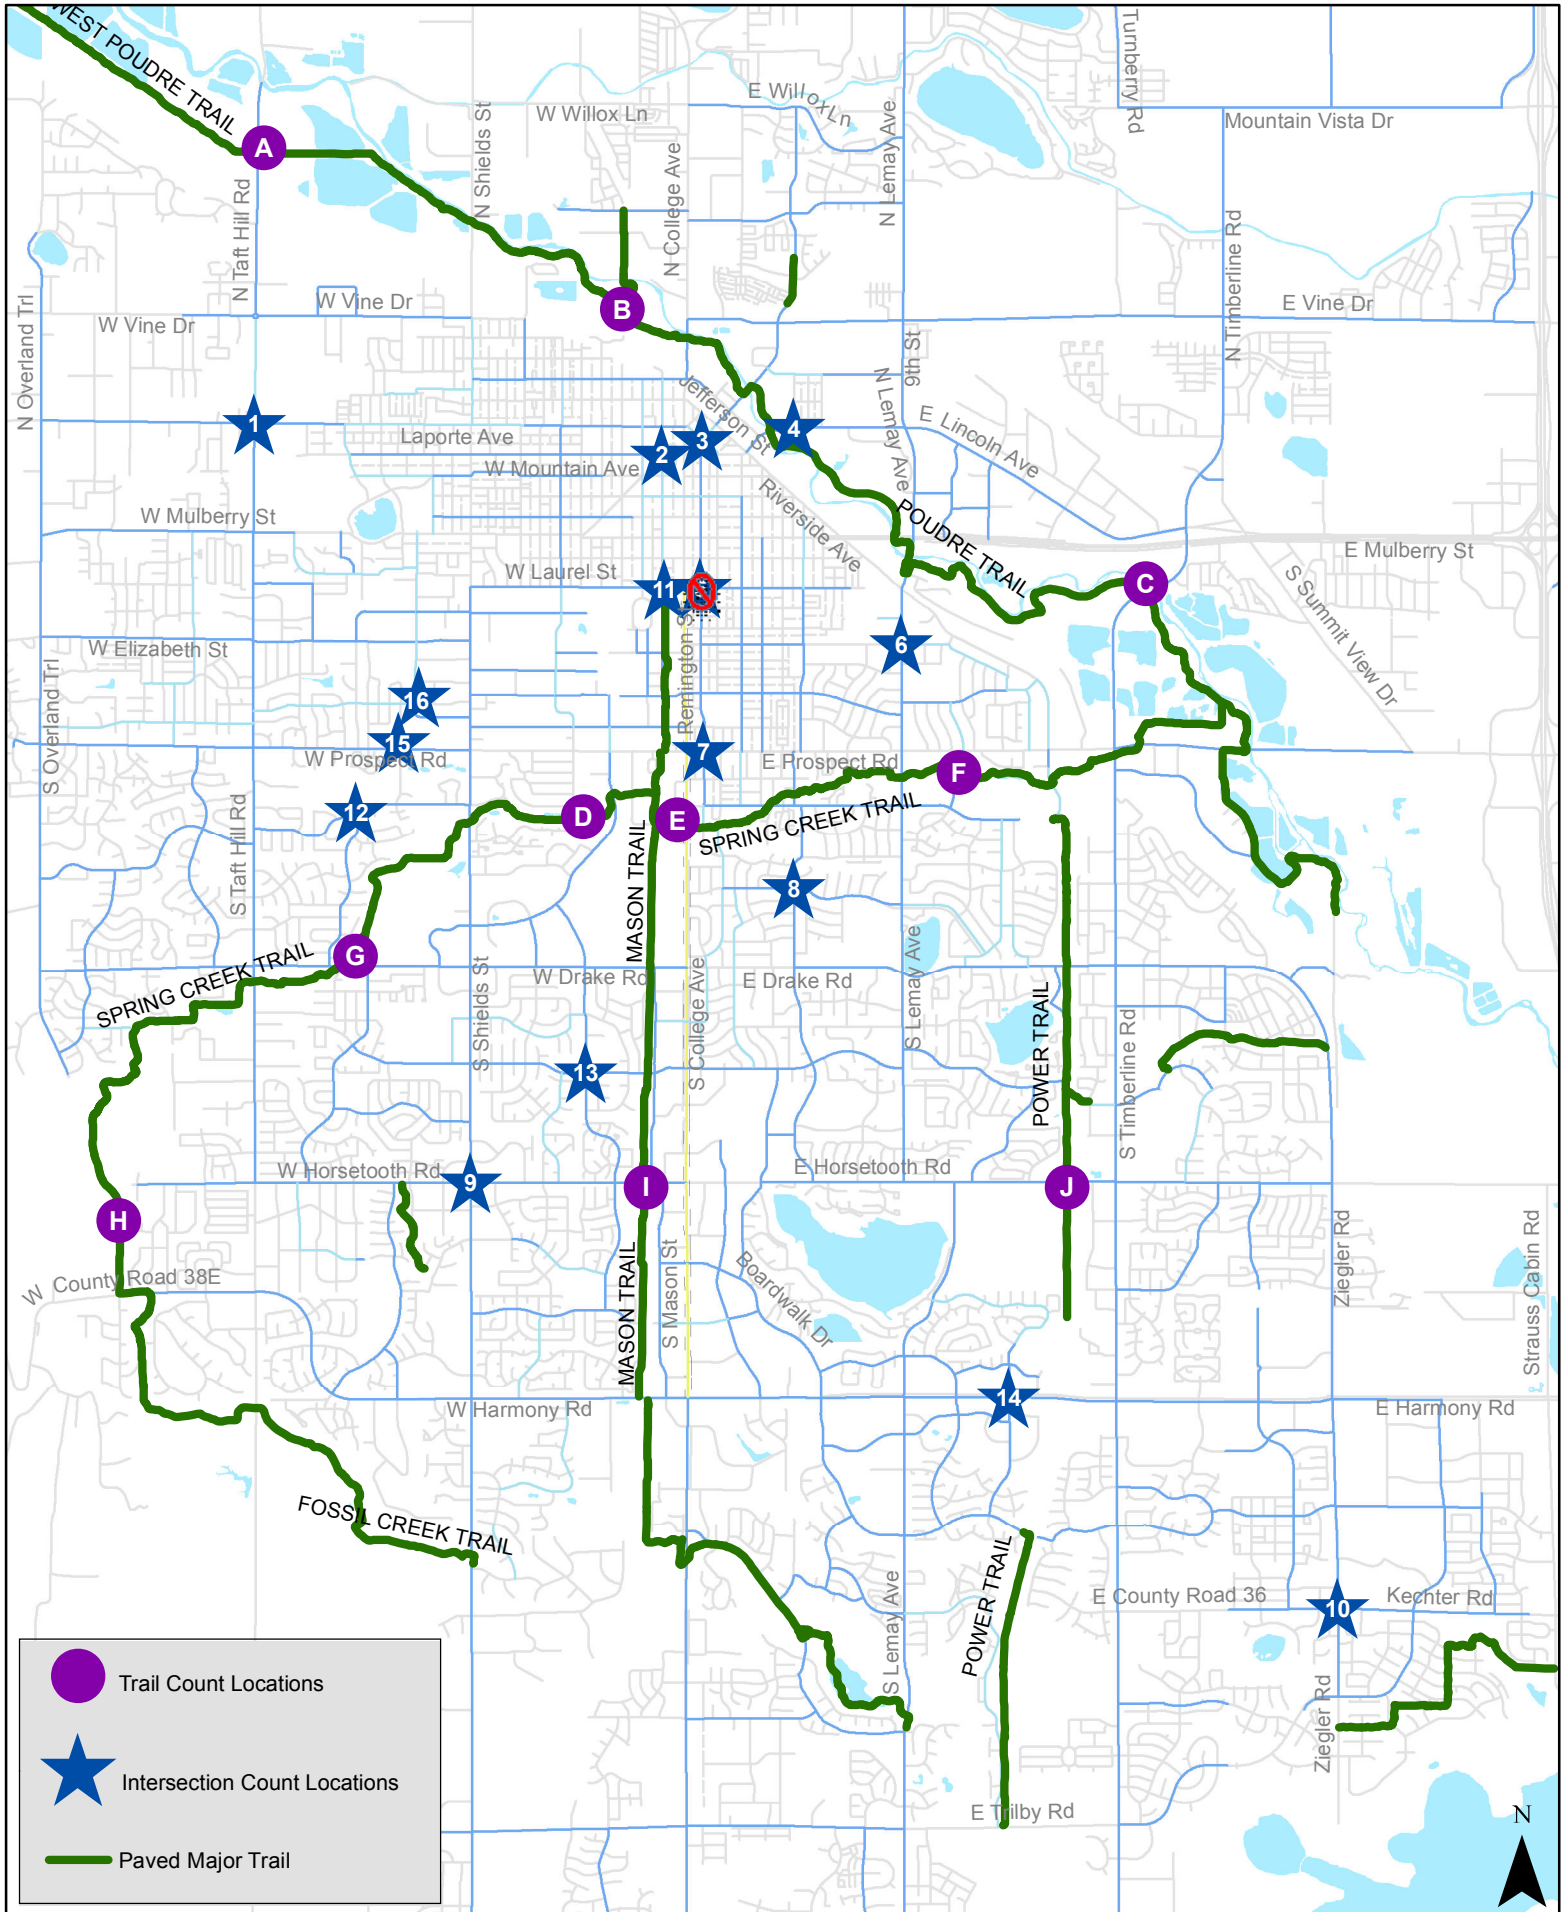 WEST POUDRE TRAIL
Turnberry Rd
E Willox Ln
W Willox Ln
Mountain Vista Dr
N Shields St
N Lemay Ave
A
N College Ave
N Taft Hill Rd
N Timberline Rd
W Vine Dr
E Vine Dr
B
W Vine Dr
N Overland Trl
9th St
Jefferson St
N Lemay Ave
1
E Lincoln Ave
4
3
Laporte Ave
2
W Mountain Ave
Riverside Ave
W Mulberry St
POUDRE TRAIL
E Mulberry St
W Laurel St
C
11
S Summit View Dr
W Elizabeth St
6
Remington St
S Overland Trl
16
15
7
W Prospect Rd
E Prospect Rd
F
12
D
E
SPRING CREEK TRAIL
S Taft Hill Rd
MASON TRAIL
8
G
SPRING CREEK TRAIL
W Drake Rd
E Drake Rd
S Lemay Ave
S Shields St
S College Ave
POWER TRAIL
S Timberline Rd
13
W Horsetooth Rd
E Horsetooth Rd
9
I
J
H
Ziegler Rd
Strauss Cabin Rd
W County Road 38E
MASON TRAIL
S Mason St
Boardwalk Dr
14
W Harmony Rd
E Harmony Rd
FOSSIL CREEK TRAIL
POWER TRAIL
S Lemay Ave
E County Road 36
Kechter Rd
10
Ziegler Rd
Trail Count Locations
Intersection Count Locations
E Trilby Rd
N
Paved Major Trail